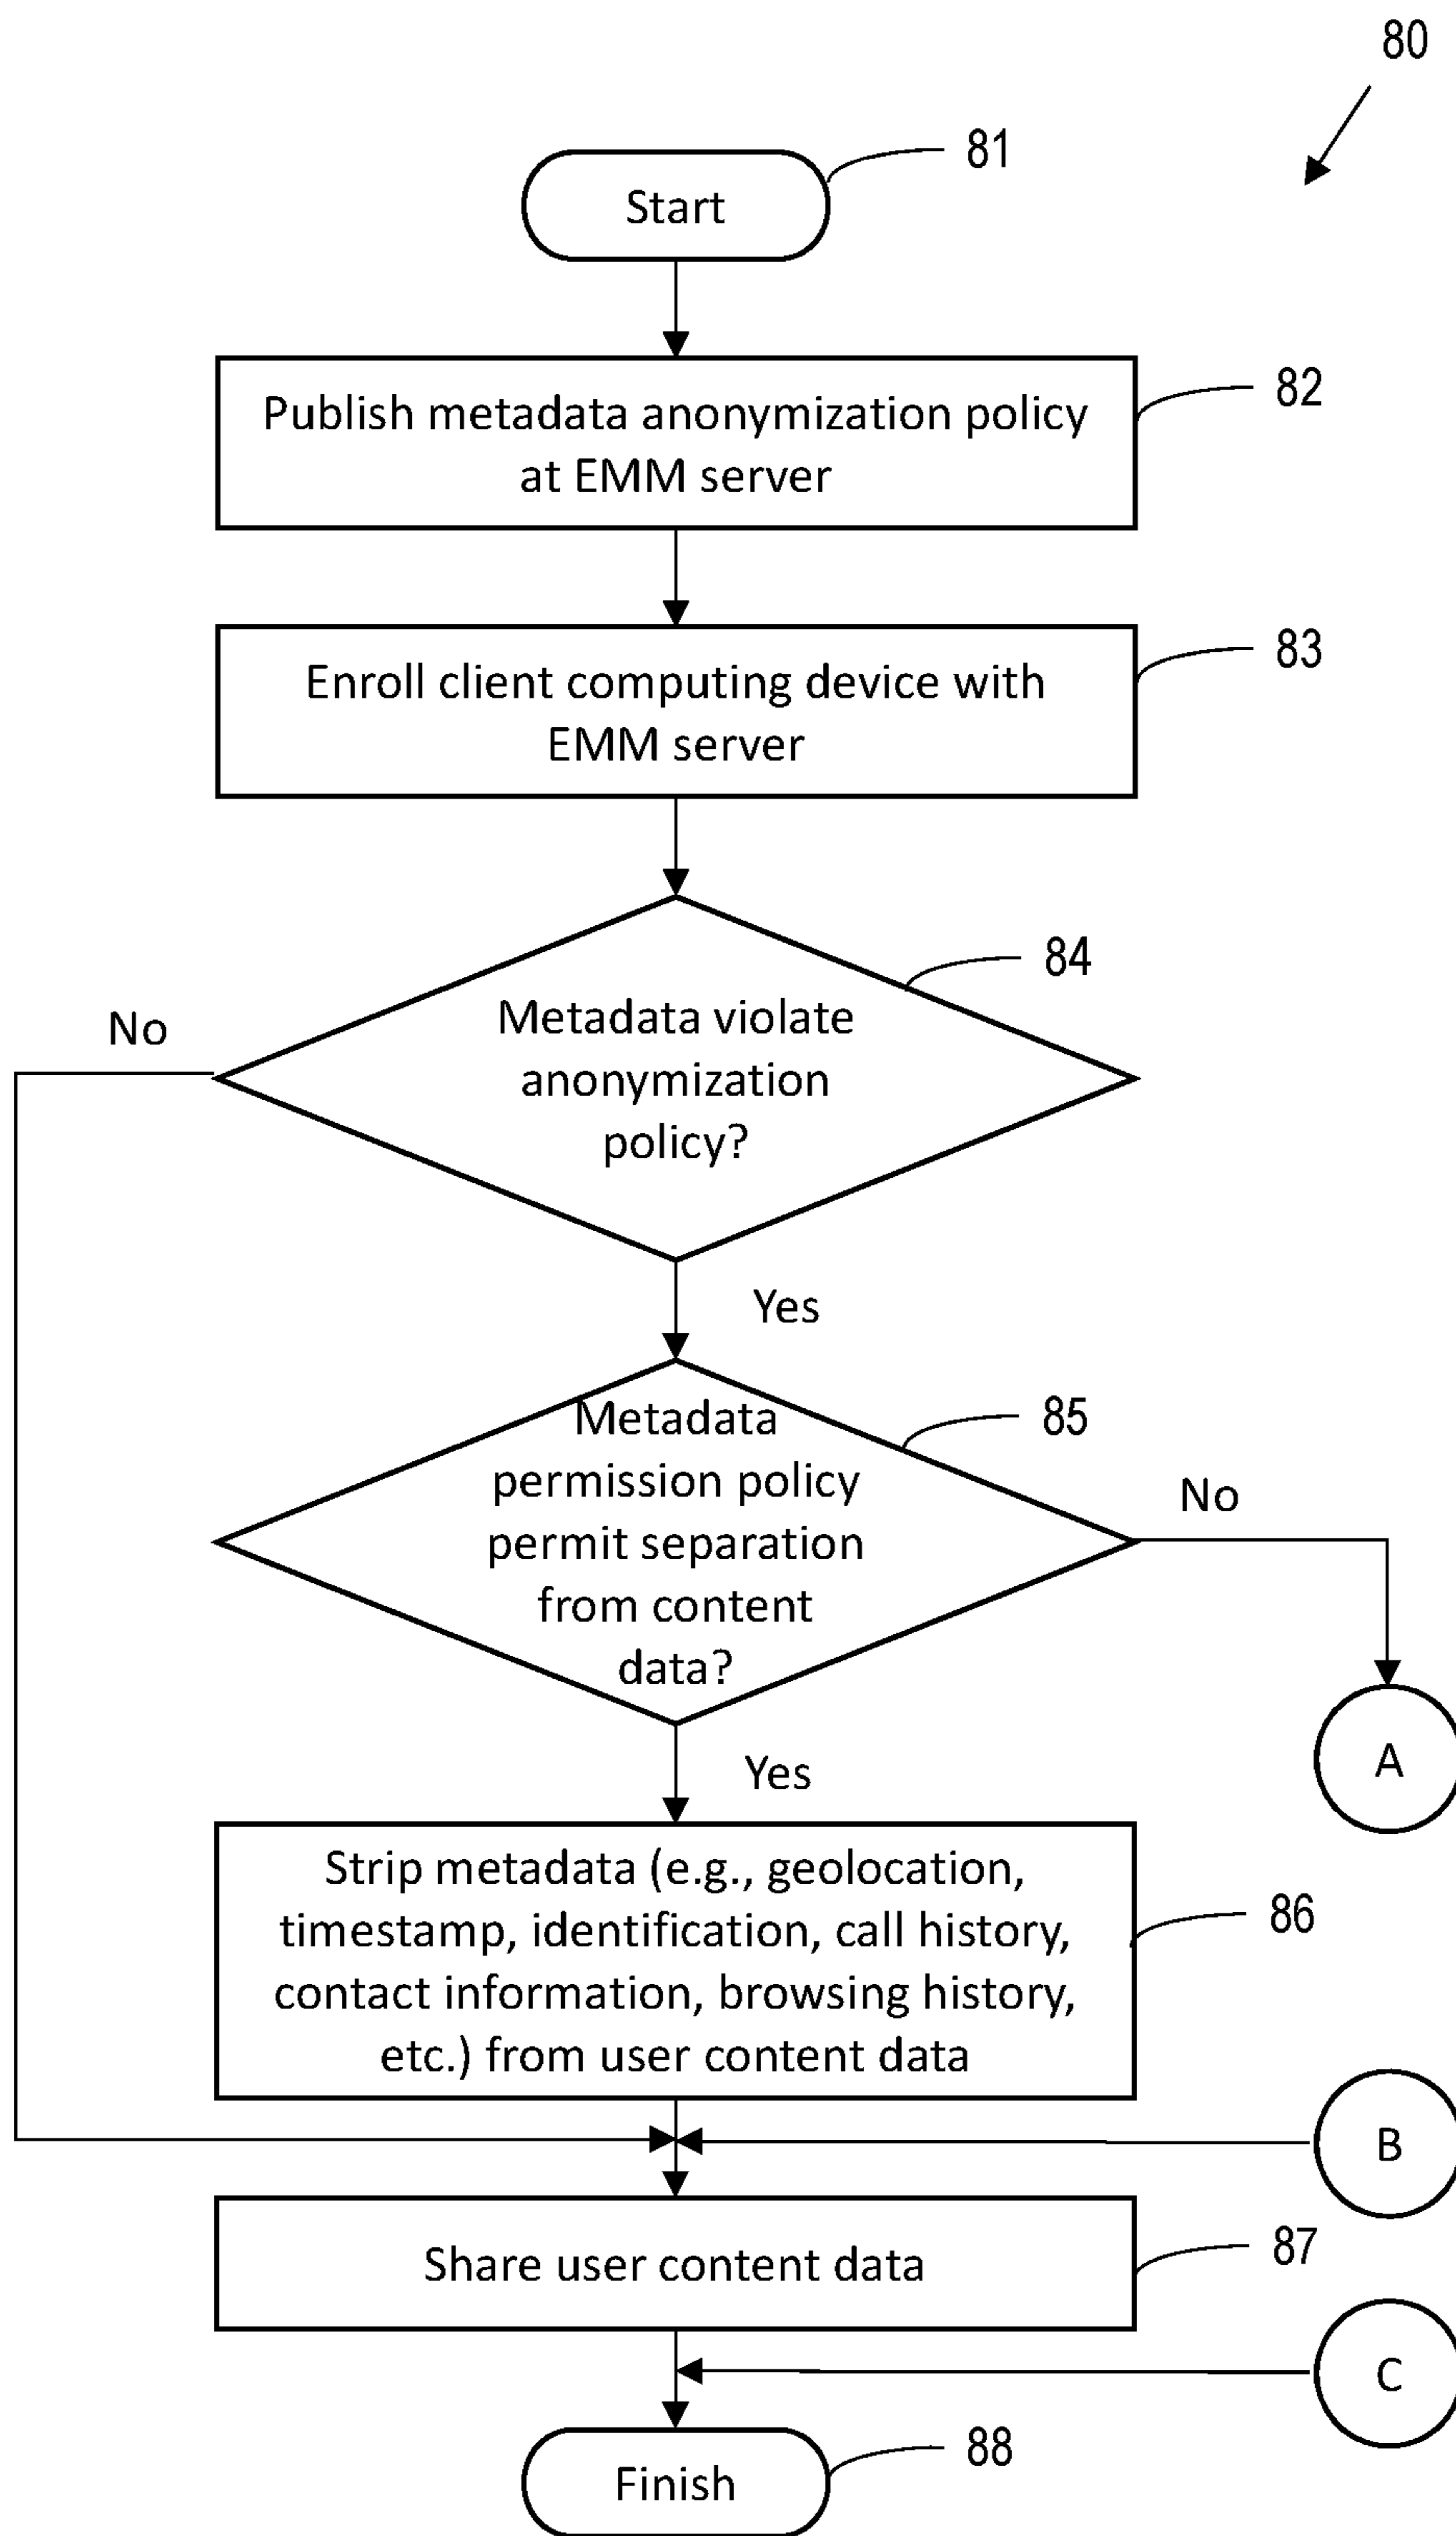 80
81
Start
82
Publish metadata anonymization policy
at EMM server
83
Enroll client computing device with
EMM server
84
No
Metadata violate
anonymization
policy?
Yes
85
Metadata
permission policy
permit separation
from content
data?
No
A
Yes
Strip metadata (e.g., geolocation,
timestamp, identification, call history,
contact information, browsing history,
etc.) from user content data
86
B
Share user content data
87
C
88
Finish